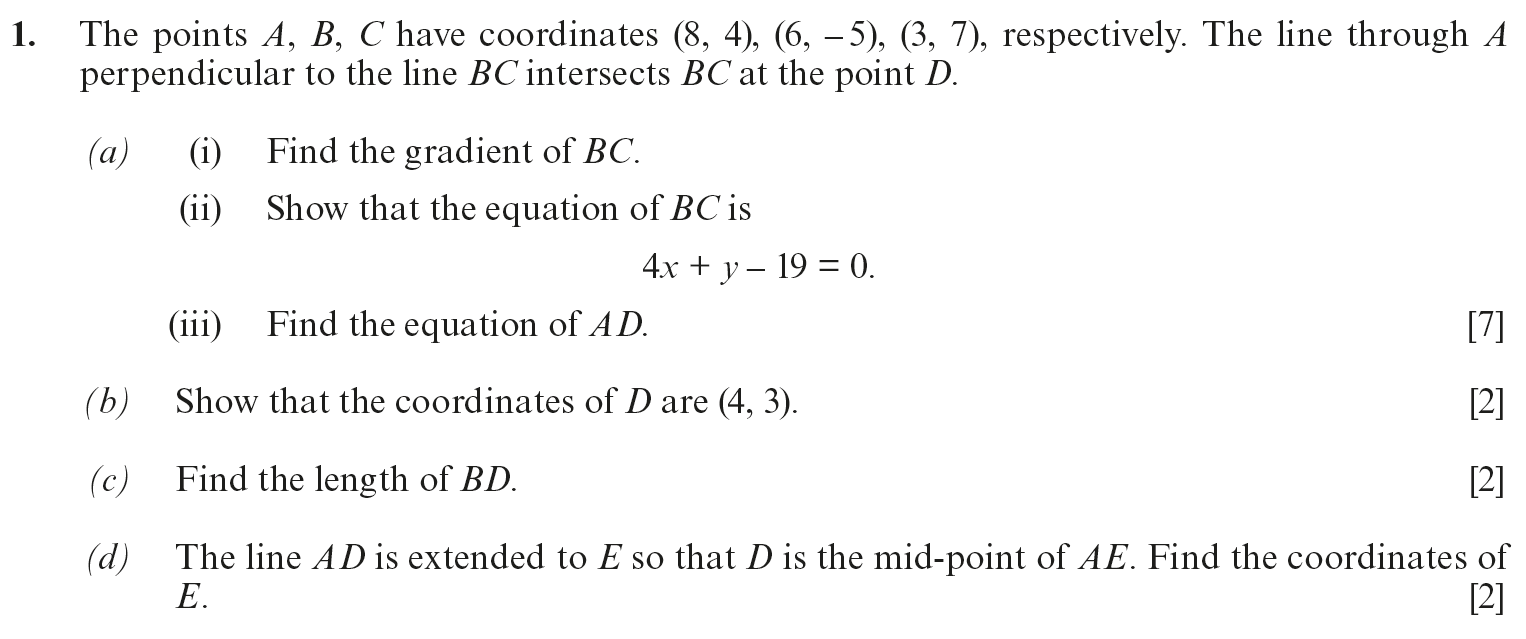 1. The points A, B, C have coordinates (8, 4), (6, –5), (3, 7), respectively. The line through A
perpendicular to the line BC intersects BC at the point D.
(a) (i) Find the gradient of BC.
(ii) Show that the equation of BC is
4x + y – 19 = 0.
(iii) Find the equation of AD. [7]
(b) Show that the coordinates of D are (4, 3). [2]
(c) Find the length of BD. [2]
(d) The line AD is extended to E so that D is the mid-point of AE. Find the coordinates of
E. [2]